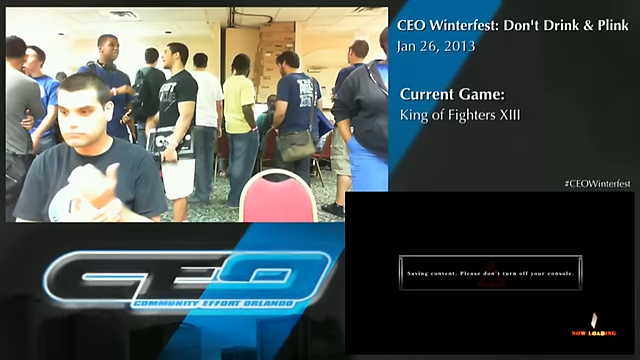 CEO Winterfest: Don't Drink & Plink
Jan 26, 2013
Current Game:
King of Fighters XIII
#CEOWinterfest
Saving content. Please don't turn off your console.
NOW LOADING
CEO
COMMUNITY EFFORT ORLANDO